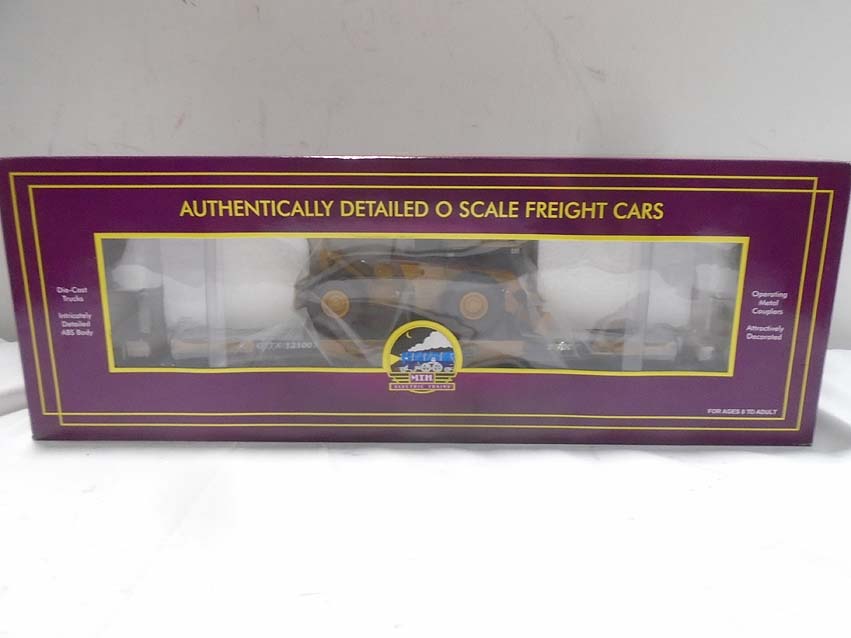 AUTHENTICALLY DETAILED O SCALE FREIGHT CARS
Die-Cast
Trucks
Intricately
Detailed
ABS Body
Operating
Metal
Couplers
Attractively
Decorated
MTH
ELECTRIC TRAINS
FOR AGES 8 TO ADULT